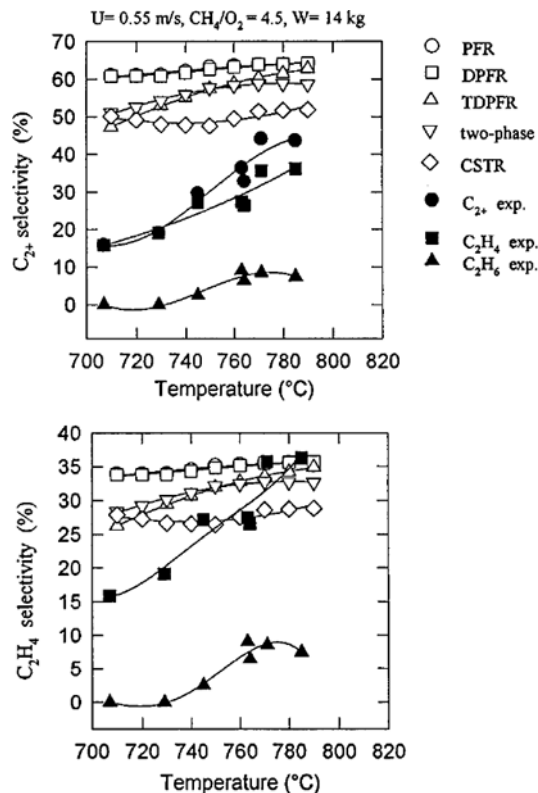 U= 0.55 m/s, CH₄/O₂ = 4.5, W= 14 kg
70
60
50
40
30
20
10
0
C₂₊ selectivity (%)
700 720 740 760 780 800 820
Temperature (°C)
PFR
DPFR
TDPFR
two-phase
CSTR
C₂₊ exp.
C₂H₄ exp.
C₂H₆ exp.
40
35
30
25
20
15
10
5
0
C₂H₄ selectivity (%)
700 720 740 760 780 800 820
Temperature (°C)